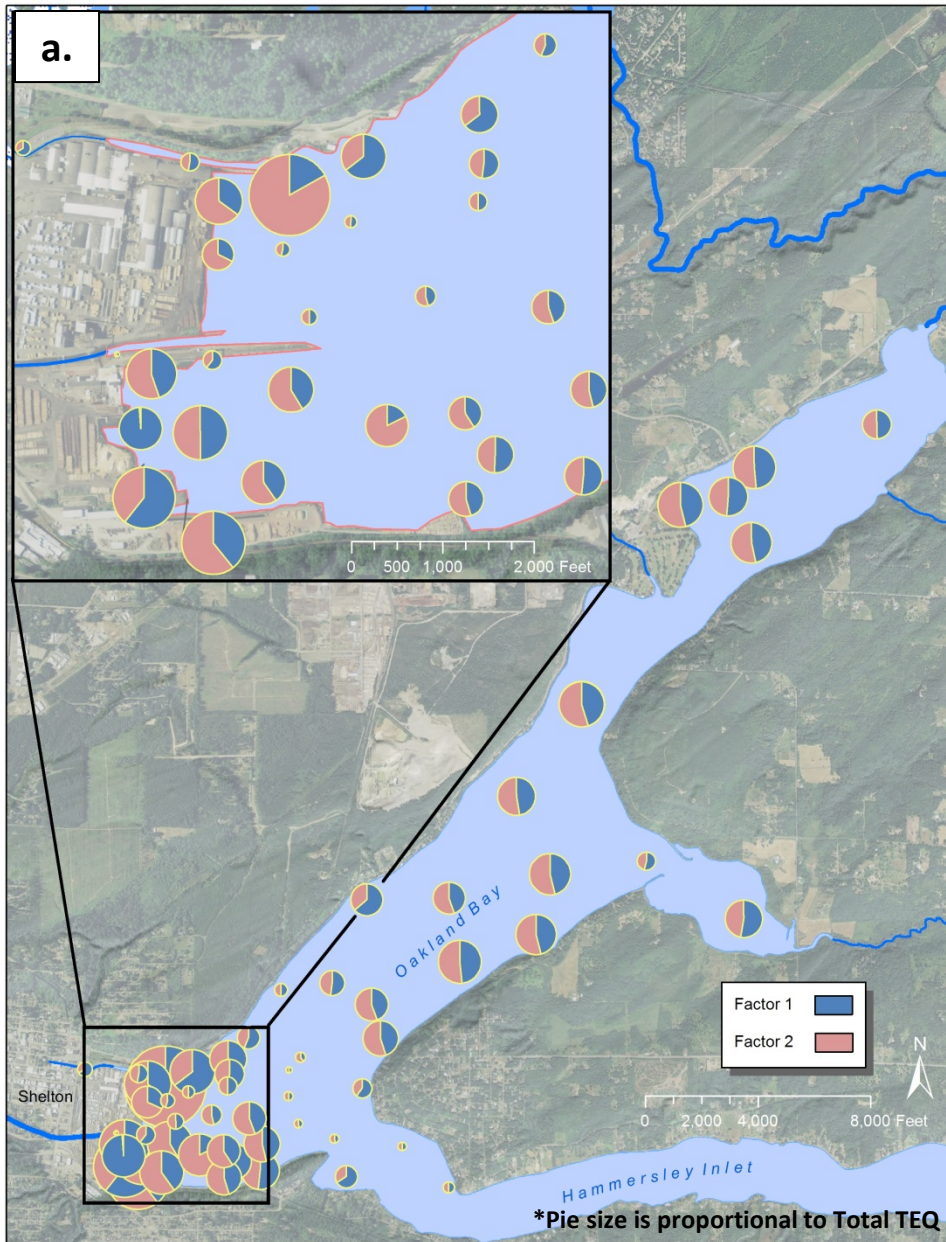 a.
0 500 1,000 2,000 Feet
Oakland Bay
Factor 1
Factor 2
N
0 2,000 4,000 8,000 Feet
Shelton
Hammersley Inlet
*Pie size is proportional to Total TEQ